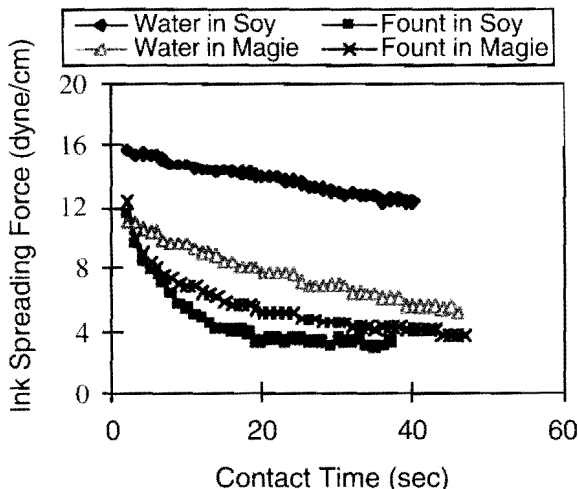 Water in Soy Fount in Soy
Water in Magie Fount in Magie
Ink Spreading Force (dyne/cm)
20
16
12
8
4
0
0 20 40 60
Contact Time (sec)